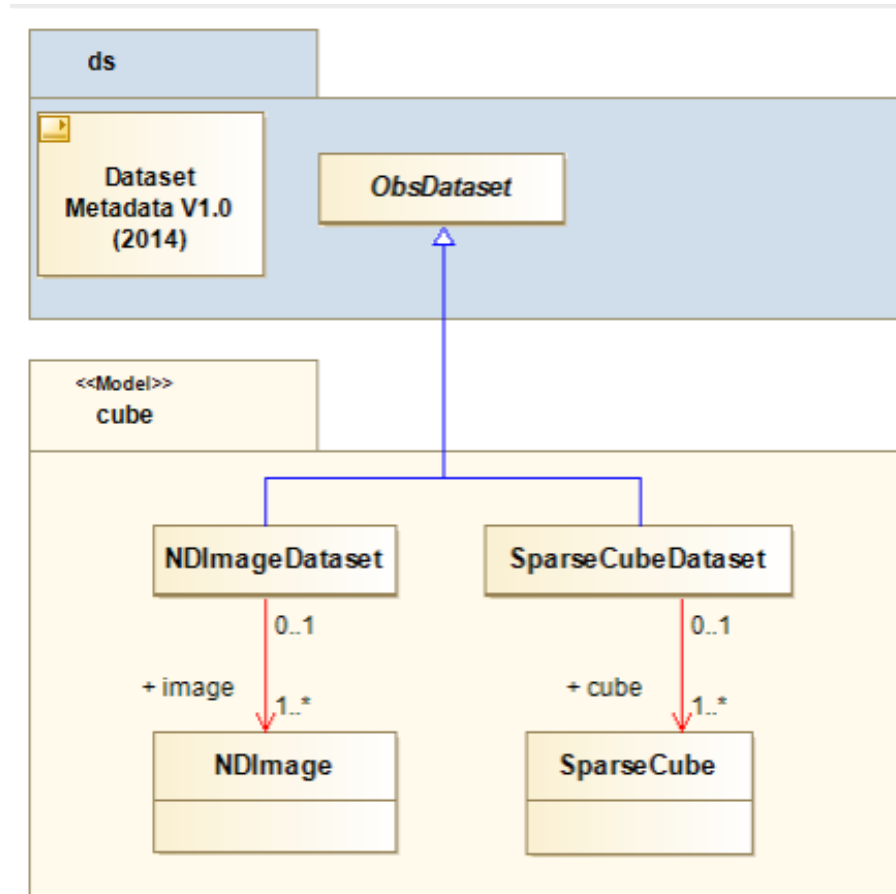 ds
Dataset
Metadata V1.0
(2014)
ObsDataset
<<Model>>
cube
NDImageDataset
SparseCubeDataset
0..1
0..1
+ image
+ cube
1..*
1..*
NDImage
SparseCube